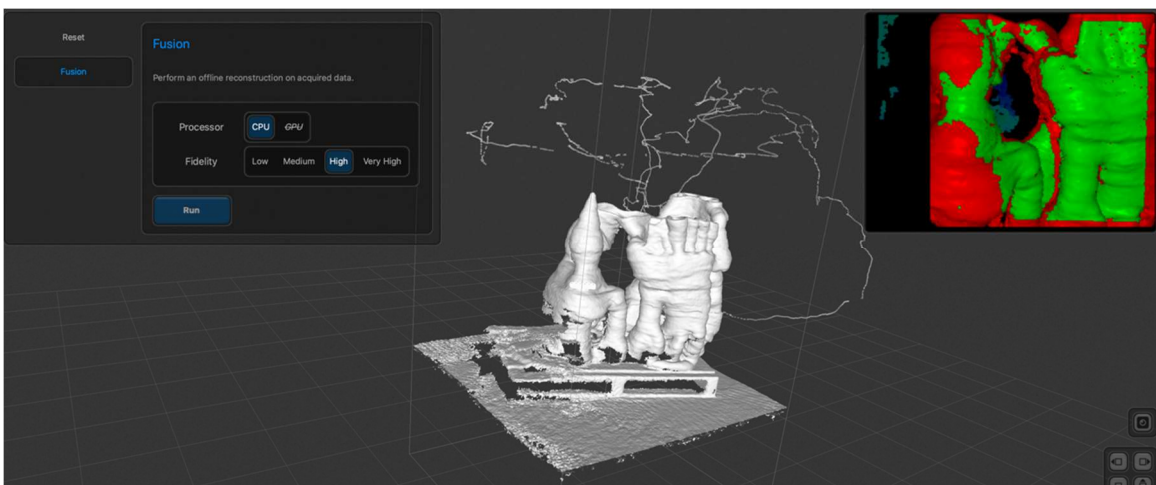 Reset
Fusion
Fusion
Perform an offline reconstruction on acquired data.
Processor CPU GPU
Fidelity Low Medium High Very High
Run